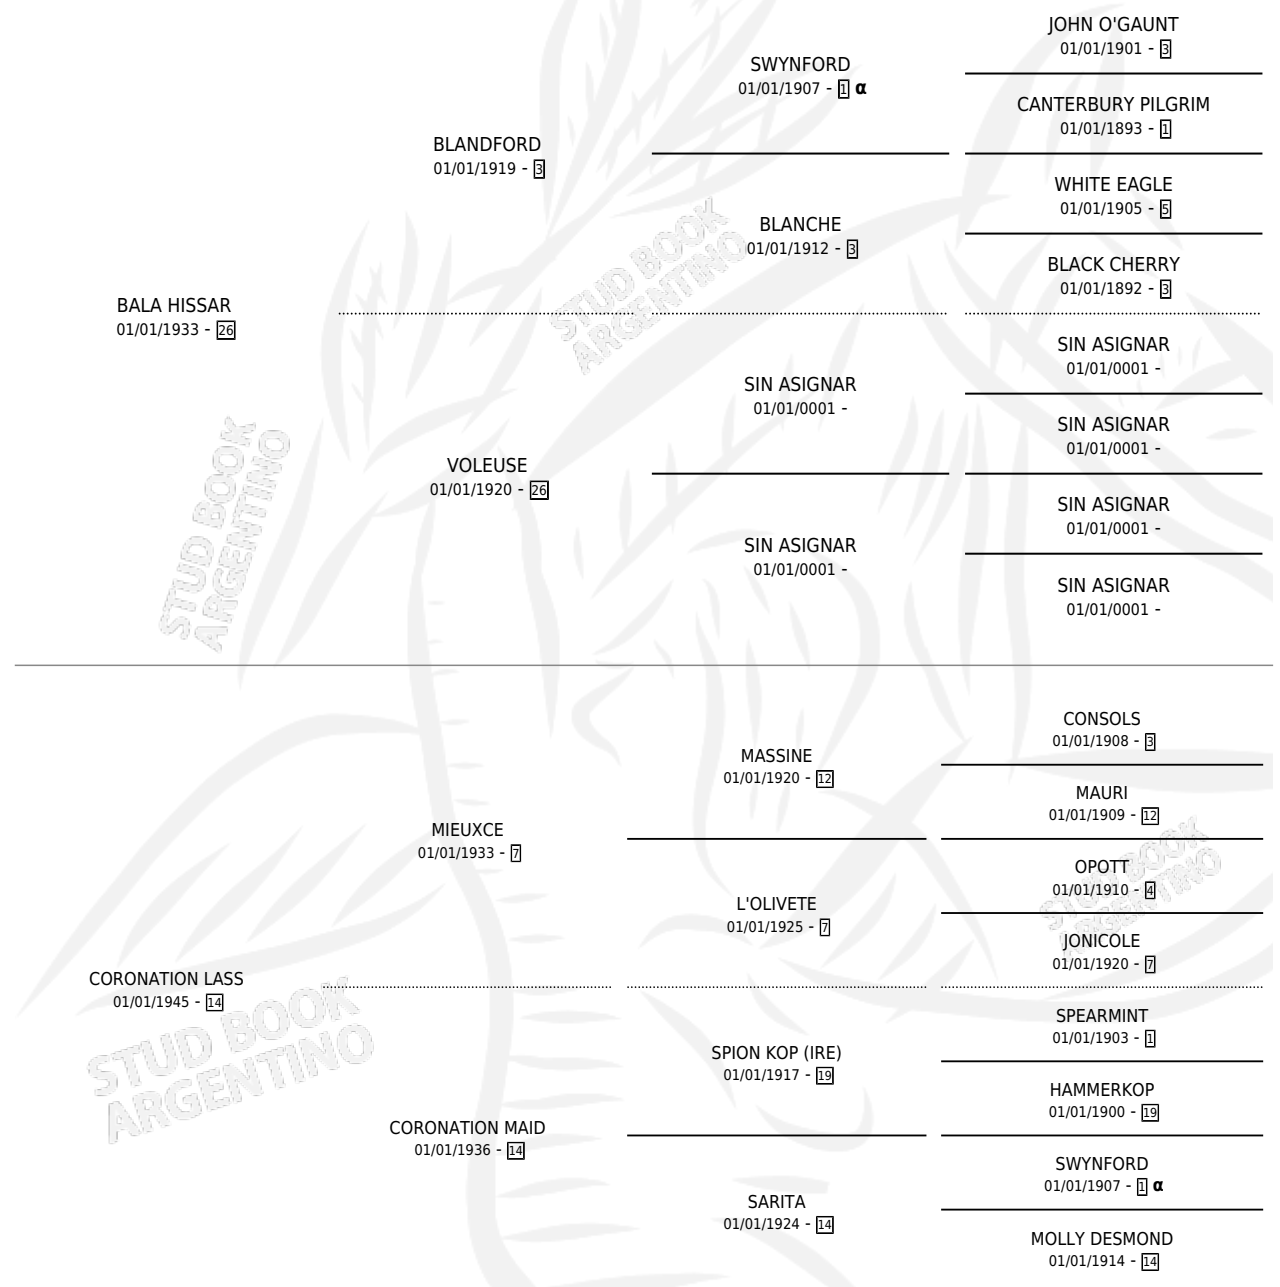 JOHN O'GAUNT
01/01/1901 - 3
SWYNFORD
01/01/1907 - 1 α
CANTERBURY PILGRIM
01/01/1893 - 1
BLANDFORD
01/01/1919 - 3
WHITE EAGLE
01/01/1905 - 5
BLANCHE
01/01/1912 - 3
BLACK CHERRY
01/01/1892 - 3
BALA HISSAR
01/01/1933 - 26
SIN ASIGNAR
01/01/0001 -
SIN ASIGNAR
01/01/0001 -
SIN ASIGNAR
01/01/0001 -
VOLEUSE
01/01/1920 - 26
SIN ASIGNAR
01/01/0001 -
SIN ASIGNAR
01/01/0001 -
SIN ASIGNAR
01/01/0001 -
STUD BOOK
ARGENTINO
STUD BOOK
ARGENTINO
CONSOLS
01/01/1908 - 3
MASSINE
01/01/1920 - 12
MAURI
01/01/1909 - 12
MIEUXCE
01/01/1933 - 7
OPOTT
01/01/1910 - 4
L'OLIVETE
01/01/1925 - 7
JONICOLE
01/01/1920 - 7
CORONATION LASS
01/01/1945 - 14
SPEARMINT
01/01/1903 - 1
SPION KOP (IRE)
01/01/1917 - 19
HAMMERKOP
01/01/1900 - 19
CORONATION MAID
01/01/1936 - 14
SWYNFORD
01/01/1907 - 1 α
SARITA
01/01/1924 - 14
MOLLY DESMOND
01/01/1914 - 14
STUD BOOK
ARGENTINO
STUD BOOK
ARGENTINO